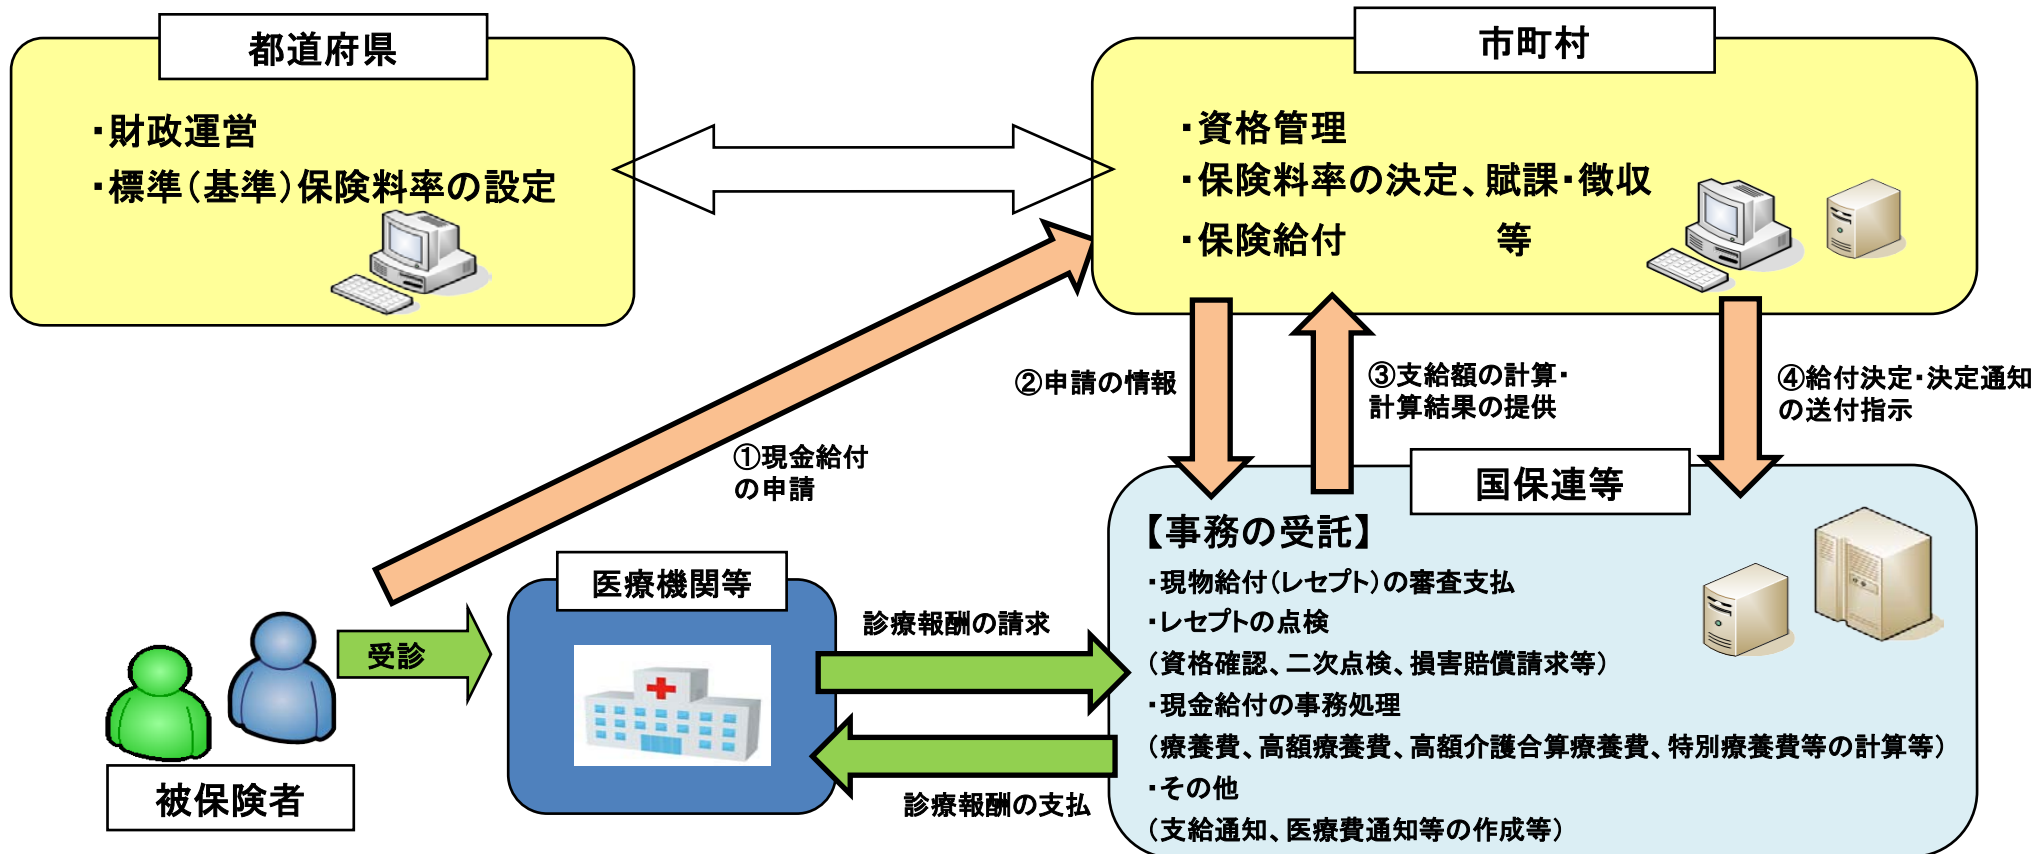 都道府県
・財政運営
・標準(基準)保険料率の設定
市町村
・資格管理
・保険料率の決定、賦課・徴収
・保険給付　　　　等
②申請の情報
③支給額の計算・
計算結果の提供
④給付決定・決定通知
の送付指示
①現金給付
の申請
国保連等
【事務の受託】
・現物給付(レセプト)の審査支払
・レセプトの点検
(資格確認、二次点検、損害賠償請求等)
・現金給付の事務処理
(療養費、高額療養費、高額介護合算療養費、特別療養費等の計算等)
・その他
(支給通知、医療費通知等の作成等)
医療機関等
受診
診療報酬の請求
診療報酬の支払
被保険者